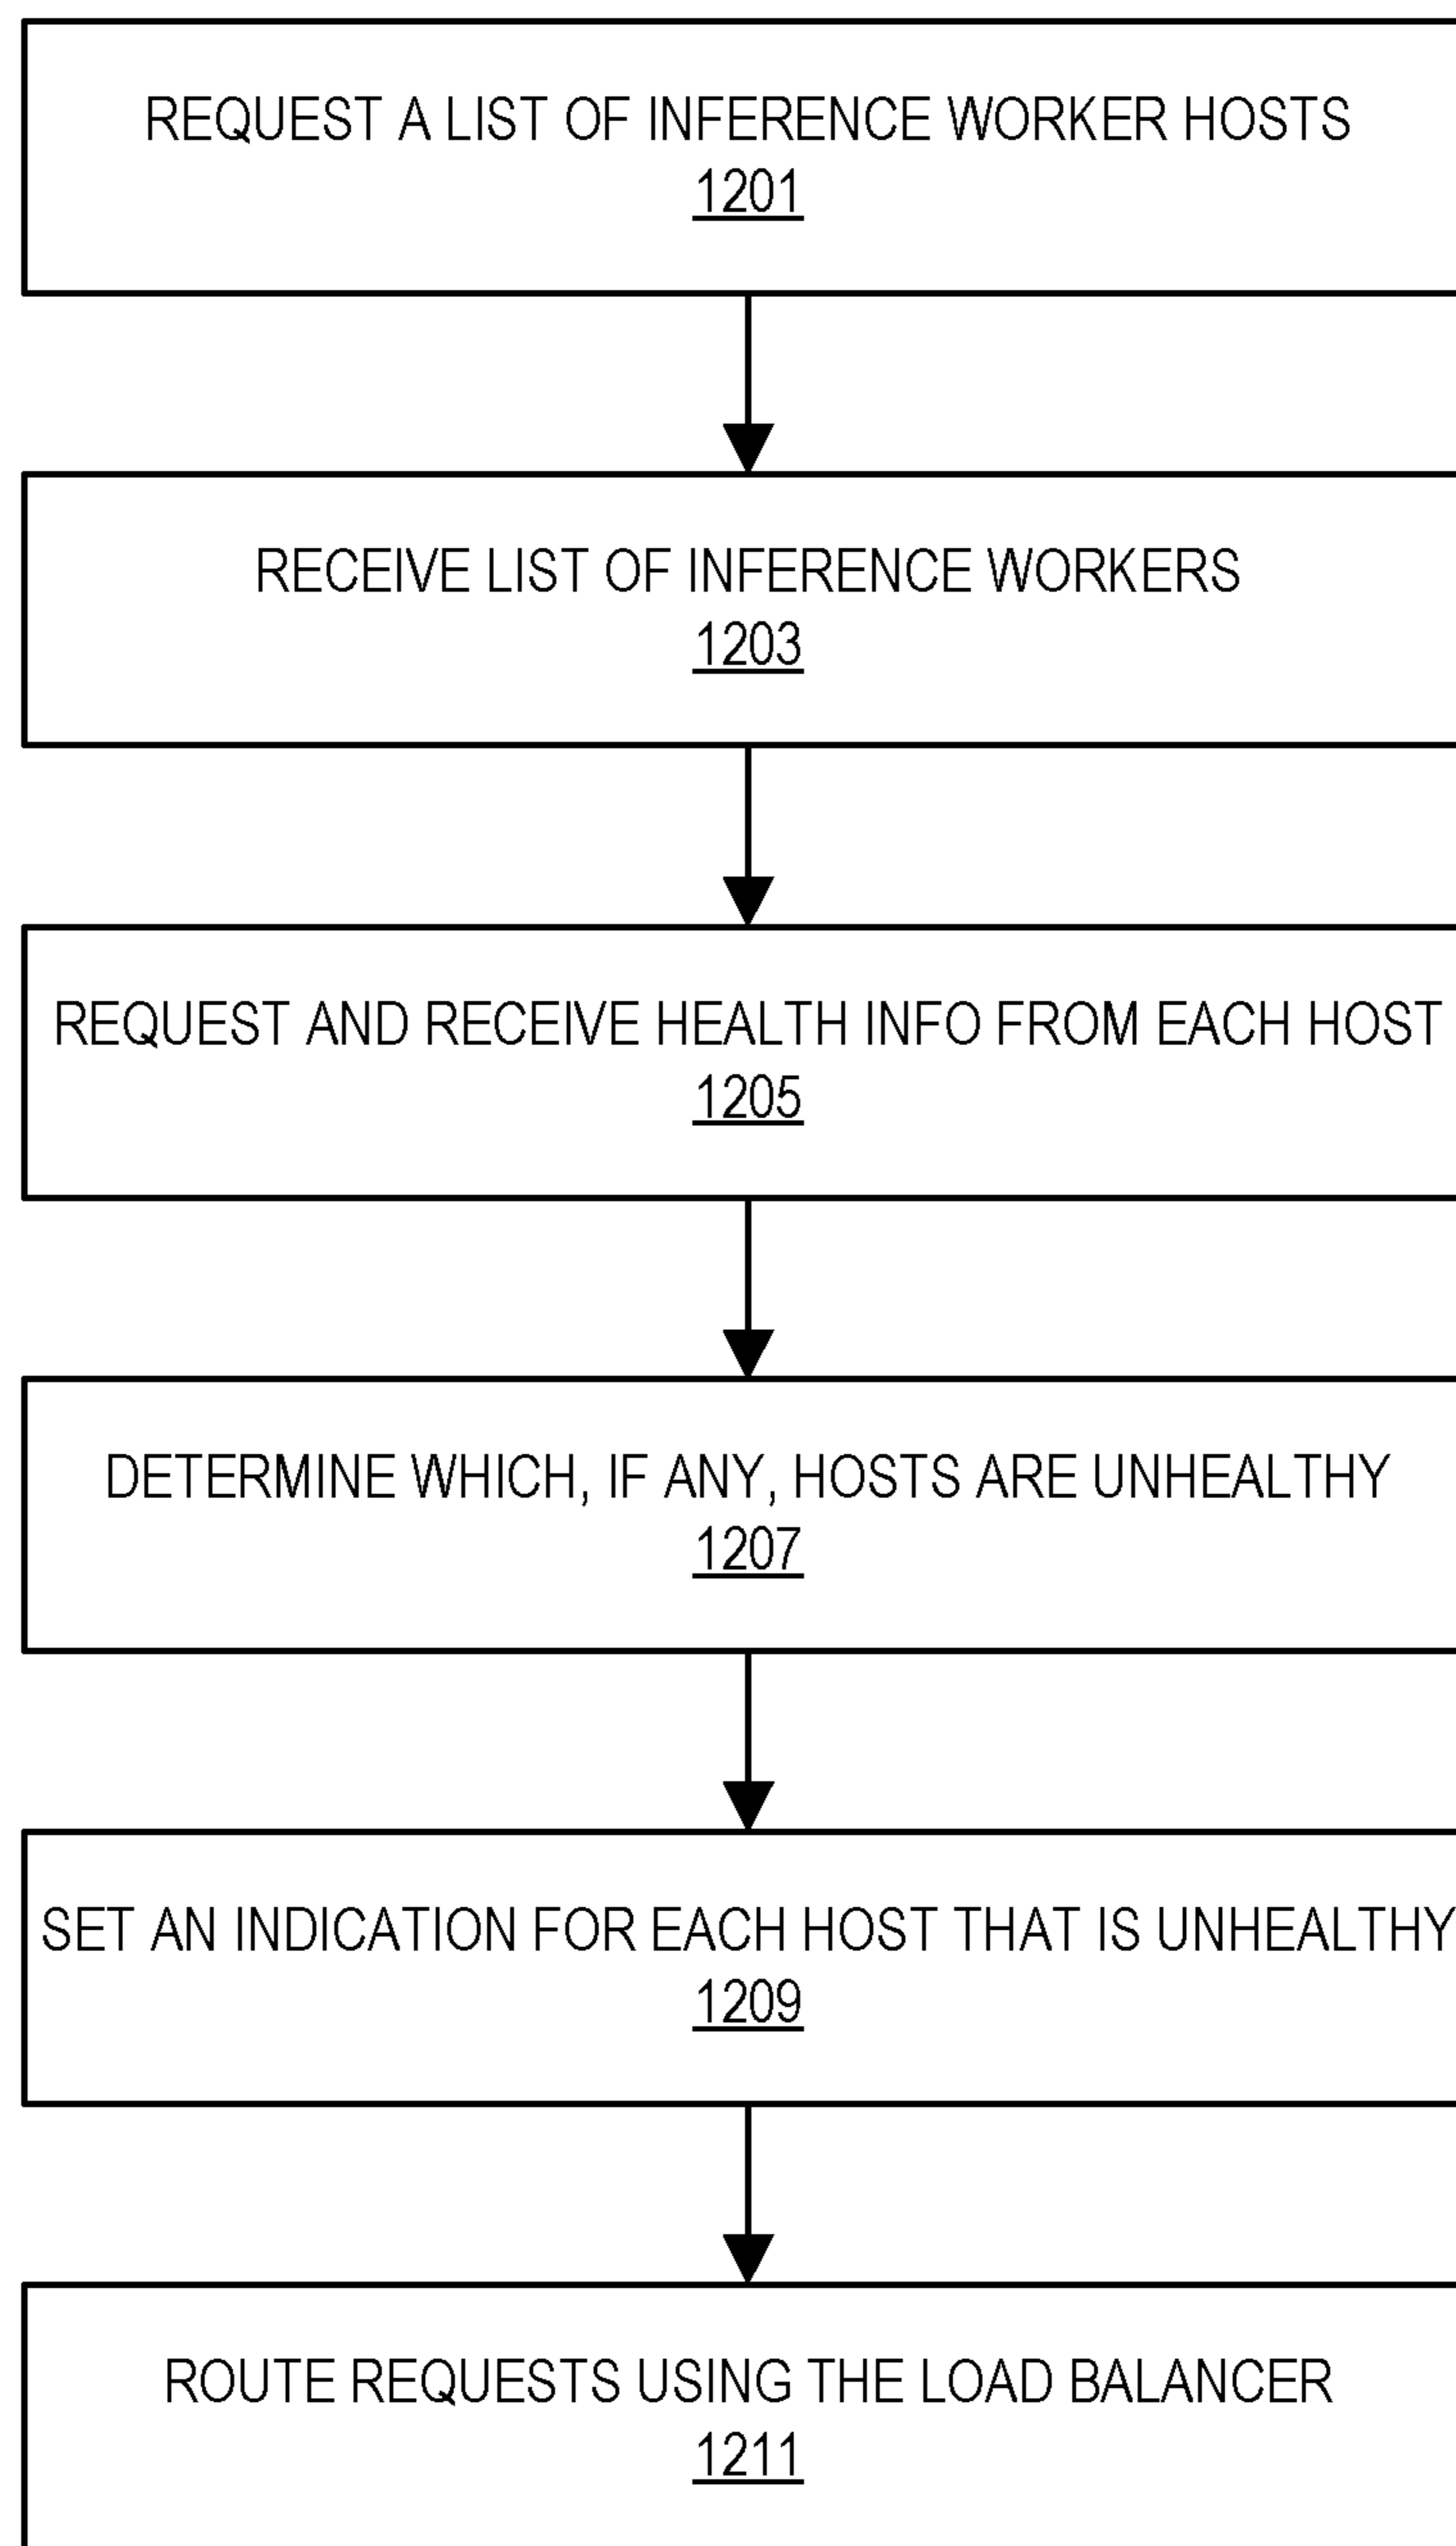 REQUEST A LIST OF INFERENCE WORKER HOSTS
1201
RECEIVE LIST OF INFERENCE WORKERS
1203
REQUEST AND RECEIVE HEALTH INFO FROM EACH HOST
1205
DETERMINE WHICH, IF ANY, HOSTS ARE UNHEALTHY
1207
SET AN INDICATION FOR EACH HOST THAT IS UNHEALTHY
1209
ROUTE REQUESTS USING THE LOAD BALANCER
1211